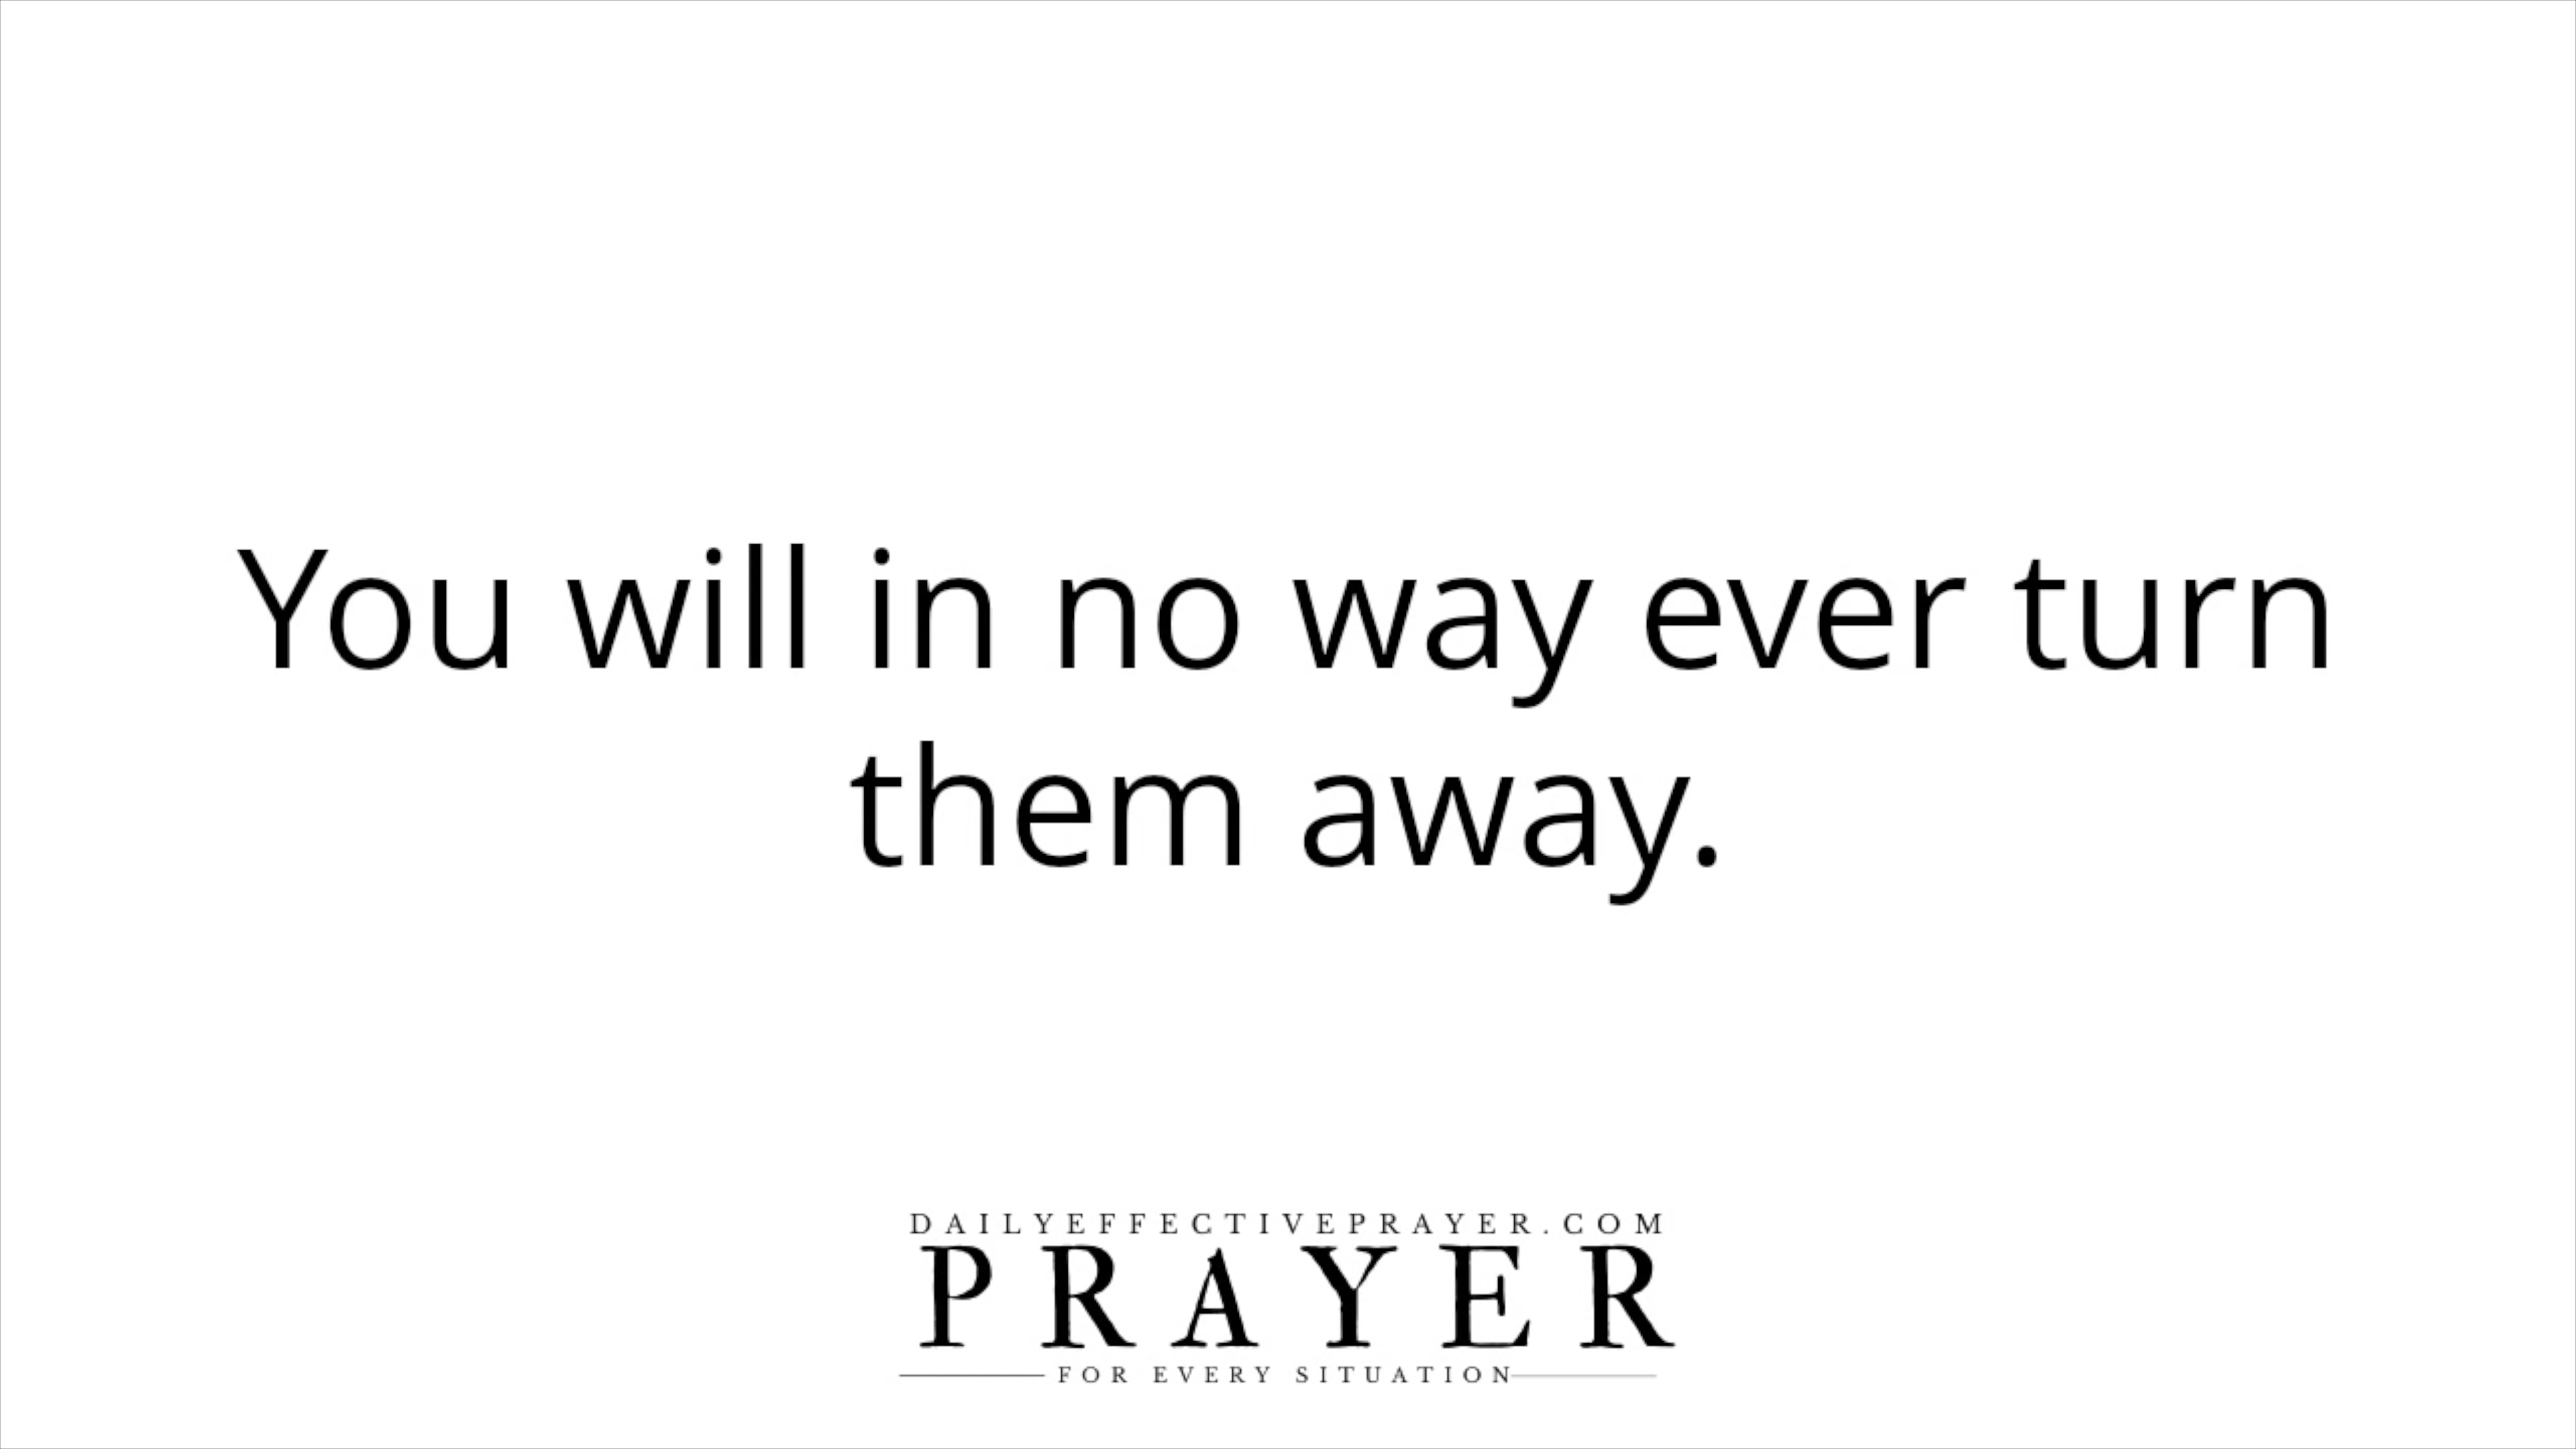 You will in no way ever turn
them away.
DAILYEFFECTIVEPRAYER.COM
PRAYER
FOR EVERY SITUATION